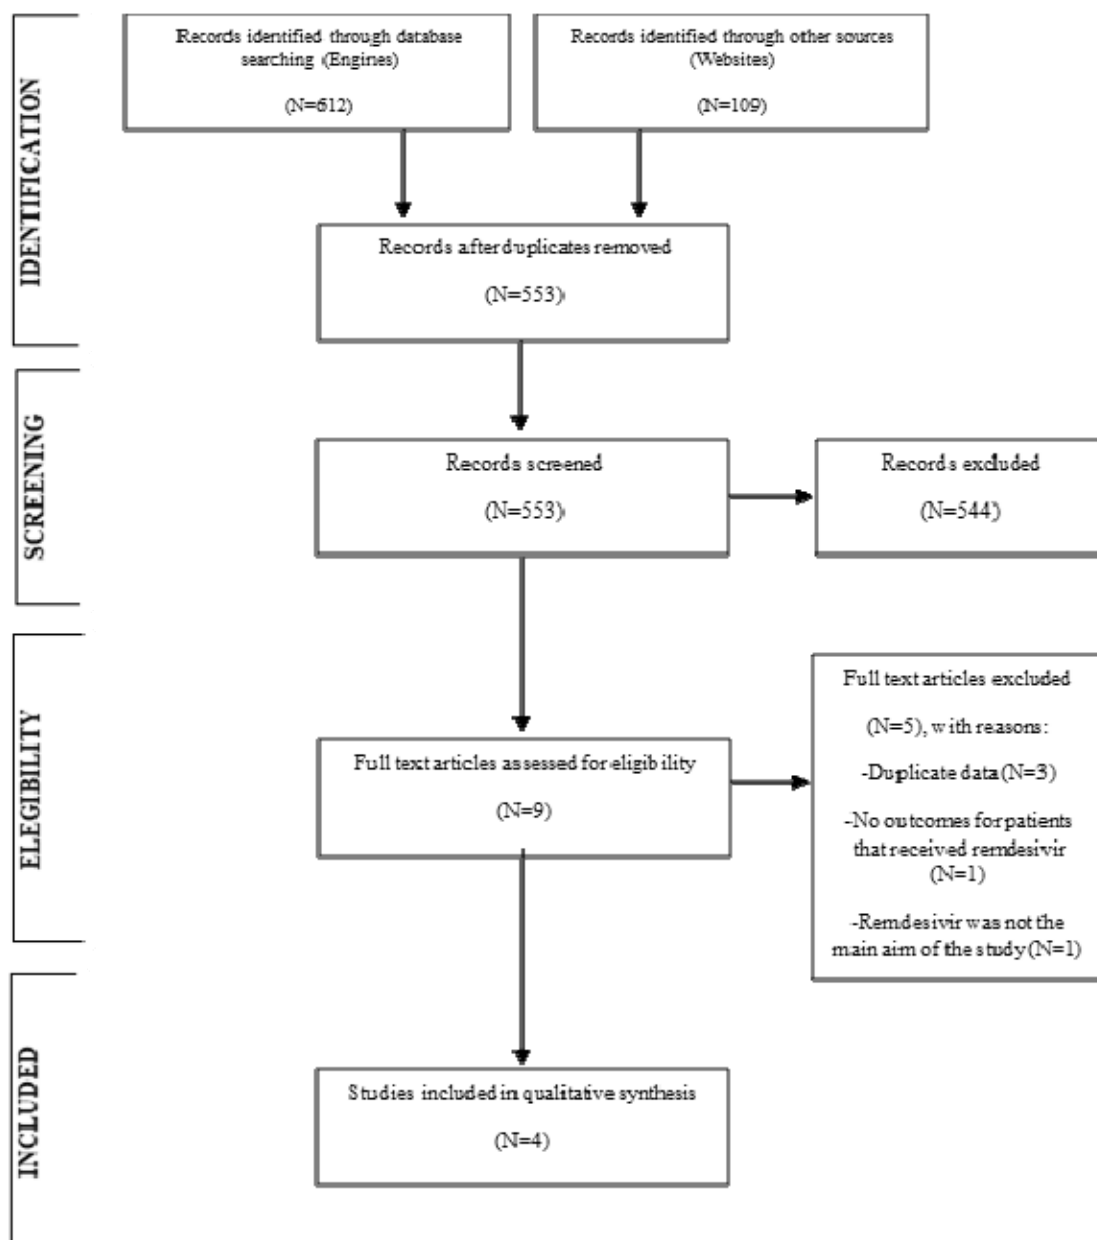 IDENTIFICATION
Records identified through database
searching (Engines)
(N=612)
Records identified through other sources
(Websites)
(N=109)
Records after duplicates removed
(N=553)
SCREENING
Records screened
(N=553)
Records excluded
(N=544)
ELEGIBILITY
Full text articles assessed for eligibility
(N=9)
Full text articles excluded
(N=5), with reasons:
-Duplicate data (N=3)
-No outcomes for patients
that received remdesivir
(N=1)
-Remdesivir was not the
main aim of the study (N=1)
INCLUDED
Studies included in qualitative synthesis
(N=4)